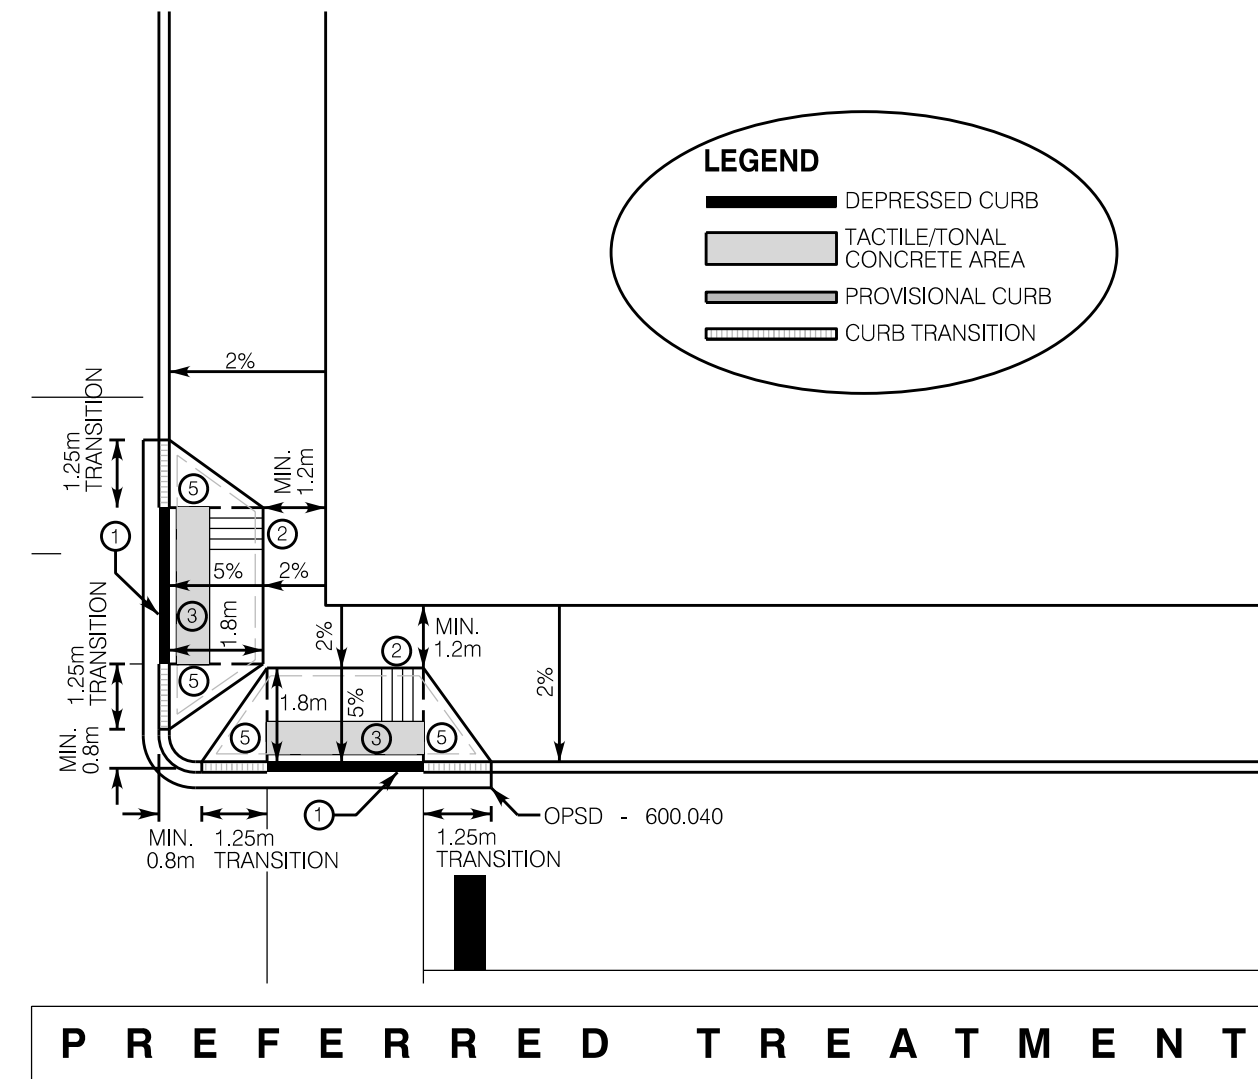 LEGEND
DEPRESSED CURB
TACTILE/TONAL
CONCRETE AREA
PROVISIONAL CURB
CURB TRANSITION
2%
1.25m
TRANSITION
5
MIN.
1.2m
1
2
5%
2%
3
1.8m
1.25m
TRANSITION
5
MIN.
0.8m
2%
MIN.
1.2m
2
1.8m
5%
2%
5
3
5
1
OPSD - 600.040
MIN.
0.8m
1.25m
TRANSITION
1.25m
TRANSITION
PREFERRED TREATMENT